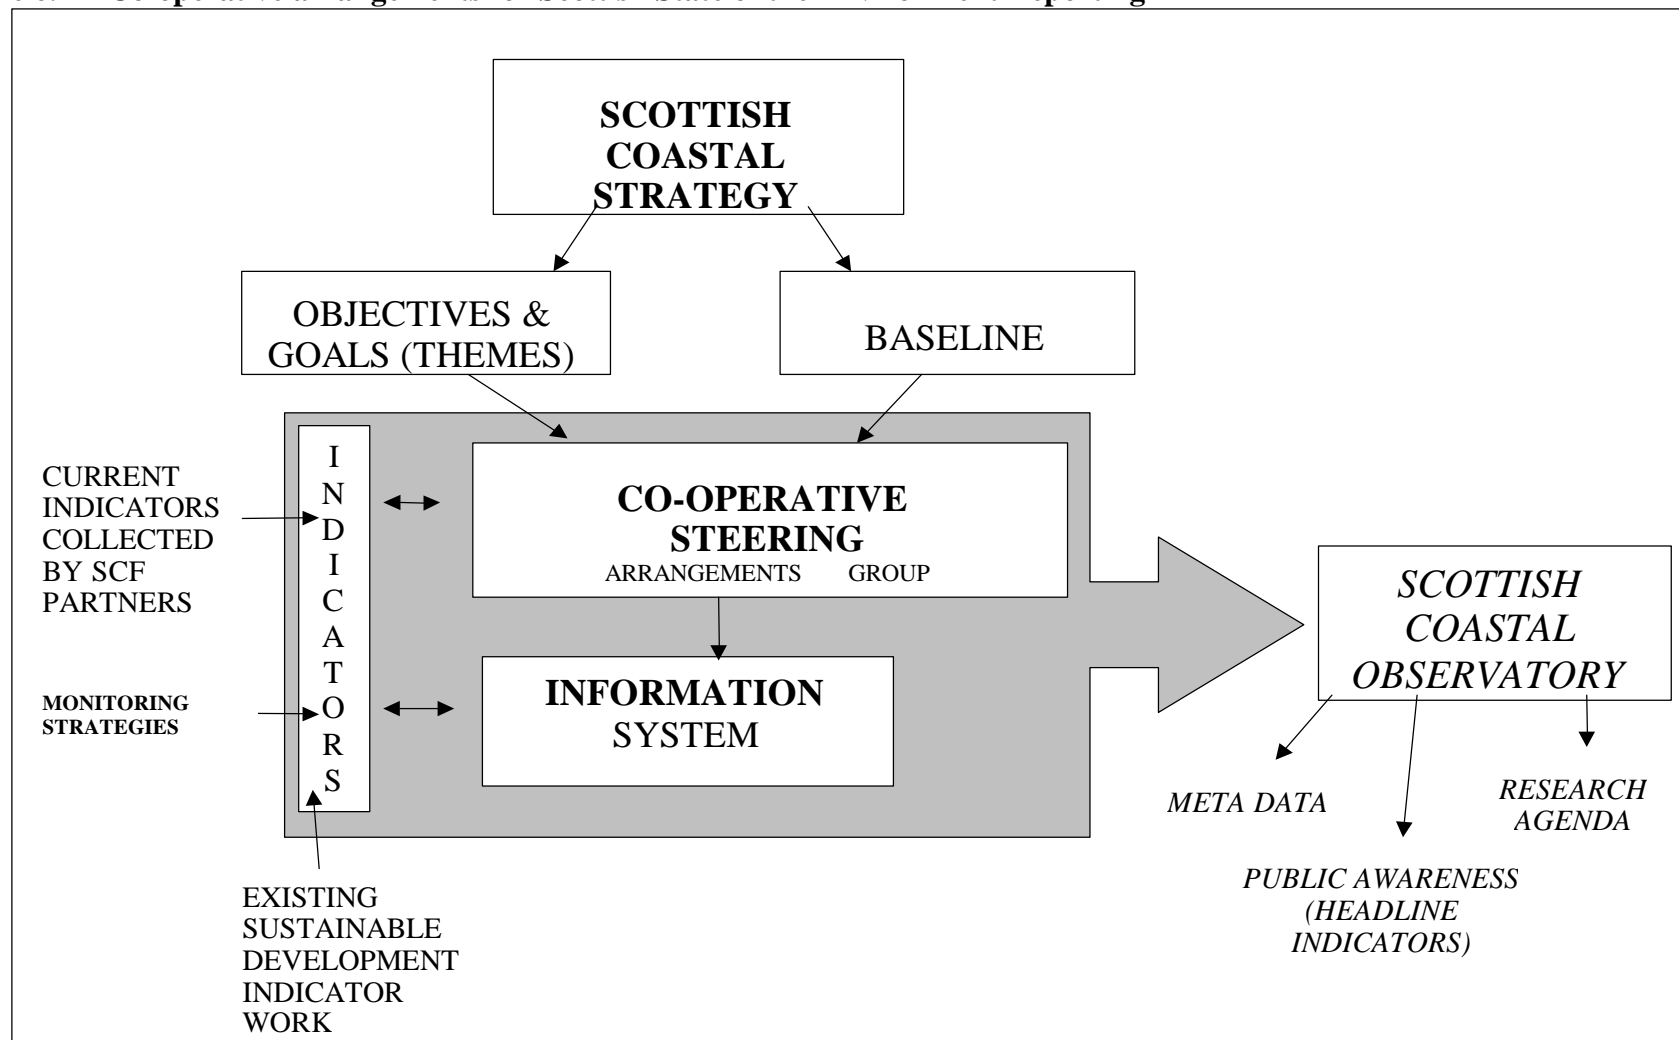 SCOTTISH
COASTAL
STRATEGY
OBJECTIVES &
GOALS (THEMES)
BASELINE
CURRENT
INDICATORS
COLLECTED
BY SCF
PARTNERS
MONITORING
STRATEGIES
INDICATORS
CO-OPERATIVE
STEERING
ARRANGEMENTS GROUP
INFORMATION
SYSTEM
EXISTING
SUSTAINABLE
DEVELOPMENT
INDICATOR
WORK
SCOTTISH
COASTAL
OBSERVATORY
META DATA
RESEARCH
AGENDA
PUBLIC AWARENESS
(HEADLINE
INDICATORS)